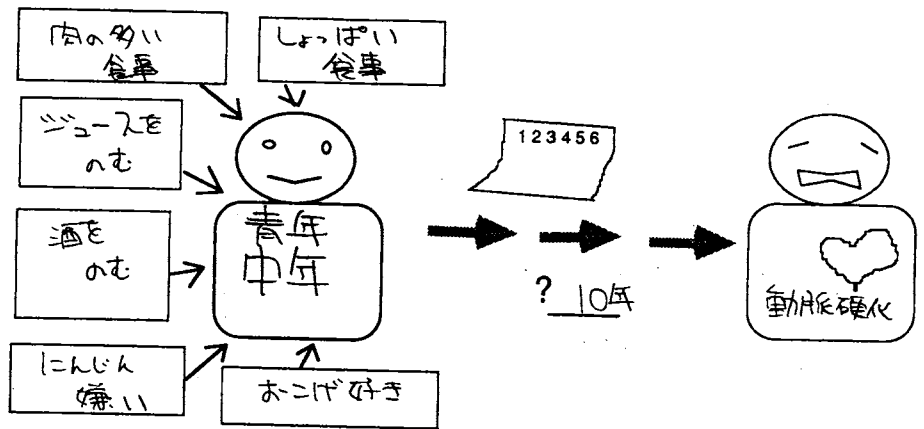 肉の多い
食事
しょっぱい
食事
ジュースを
のむ
酒を
のむ
にんじん
嫌い
おこげ好き
青年
中年
123456
?
10年
動脈硬化